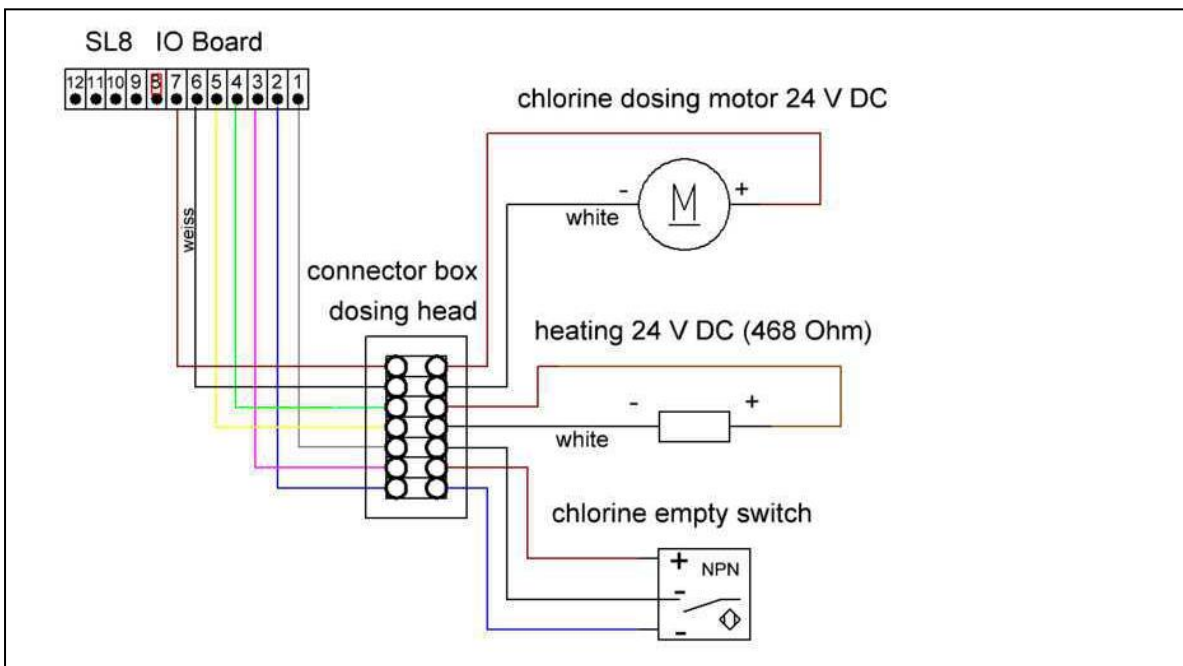 SL8 IO Board
12 11 10 9 8 7 6 5 4 3 2 1
chlorine dosing motor 24 V DC
- M +
white
weiss
connector box
dosing head
heating 24 V DC (468 Ohm)
- +
white
chlorine empty switch
+ NPN
-
-